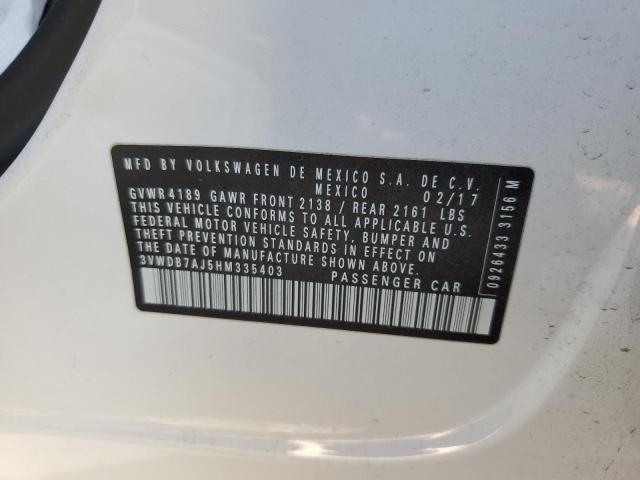 MFD BY VOLKSWAGEN DE MEXICO S.A. DE C.V.
MEXICO 02/17
GVWR 4189 GAWR FRONT 2138 / REAR 2161 LBS
THIS VEHICLE CONFORMS TO ALL APPLICABLE U.S.
FEDERAL MOTOR VEHICLE SAFETY, BUMPER AND
THEFT PREVENTION STANDARDS IN EFFECT ON
THE DATE OF MANUFACTURE SHOWN ABOVE
3VWDB7AJ5HM335403 PASSENGER CAR
0926433 3156 M